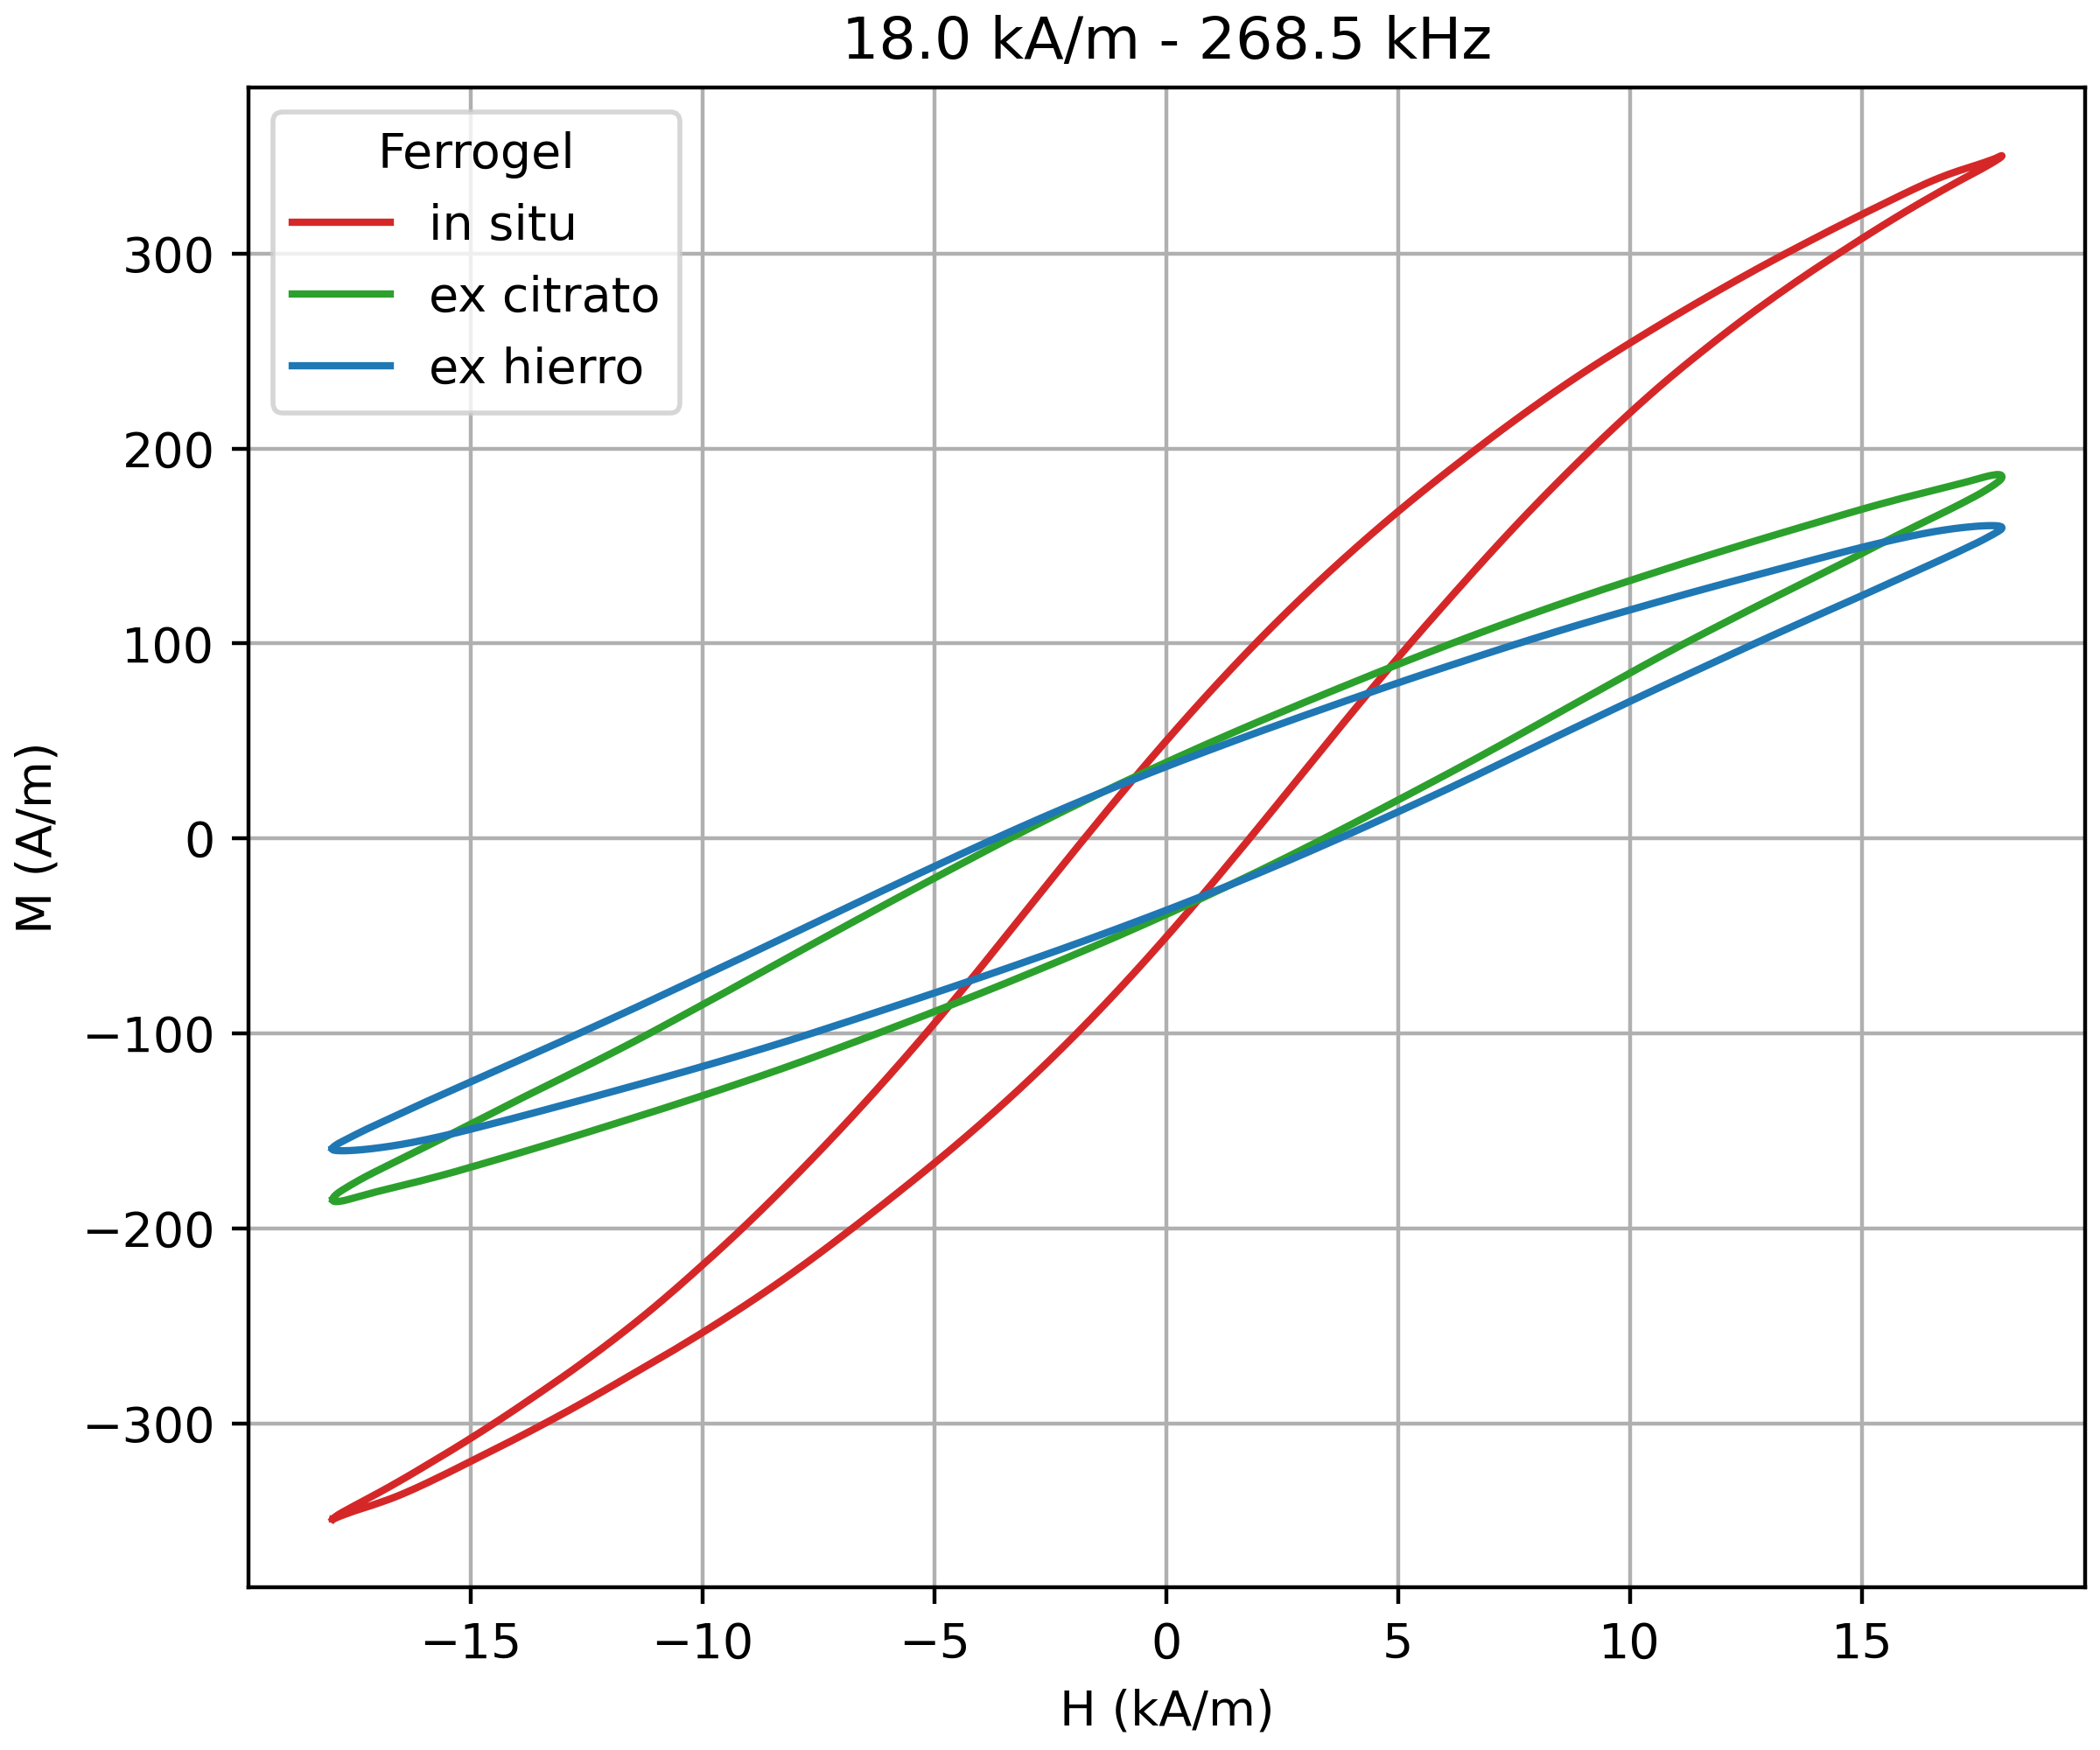 18.0 kA/m - 268.5 kHz
Ferrogel
in situ
ex citrato
ex hierro
300
200
100
0
−100
−200
−300
M (A/m)
−15 −10 −5 0 5 10 15
H (kA/m)